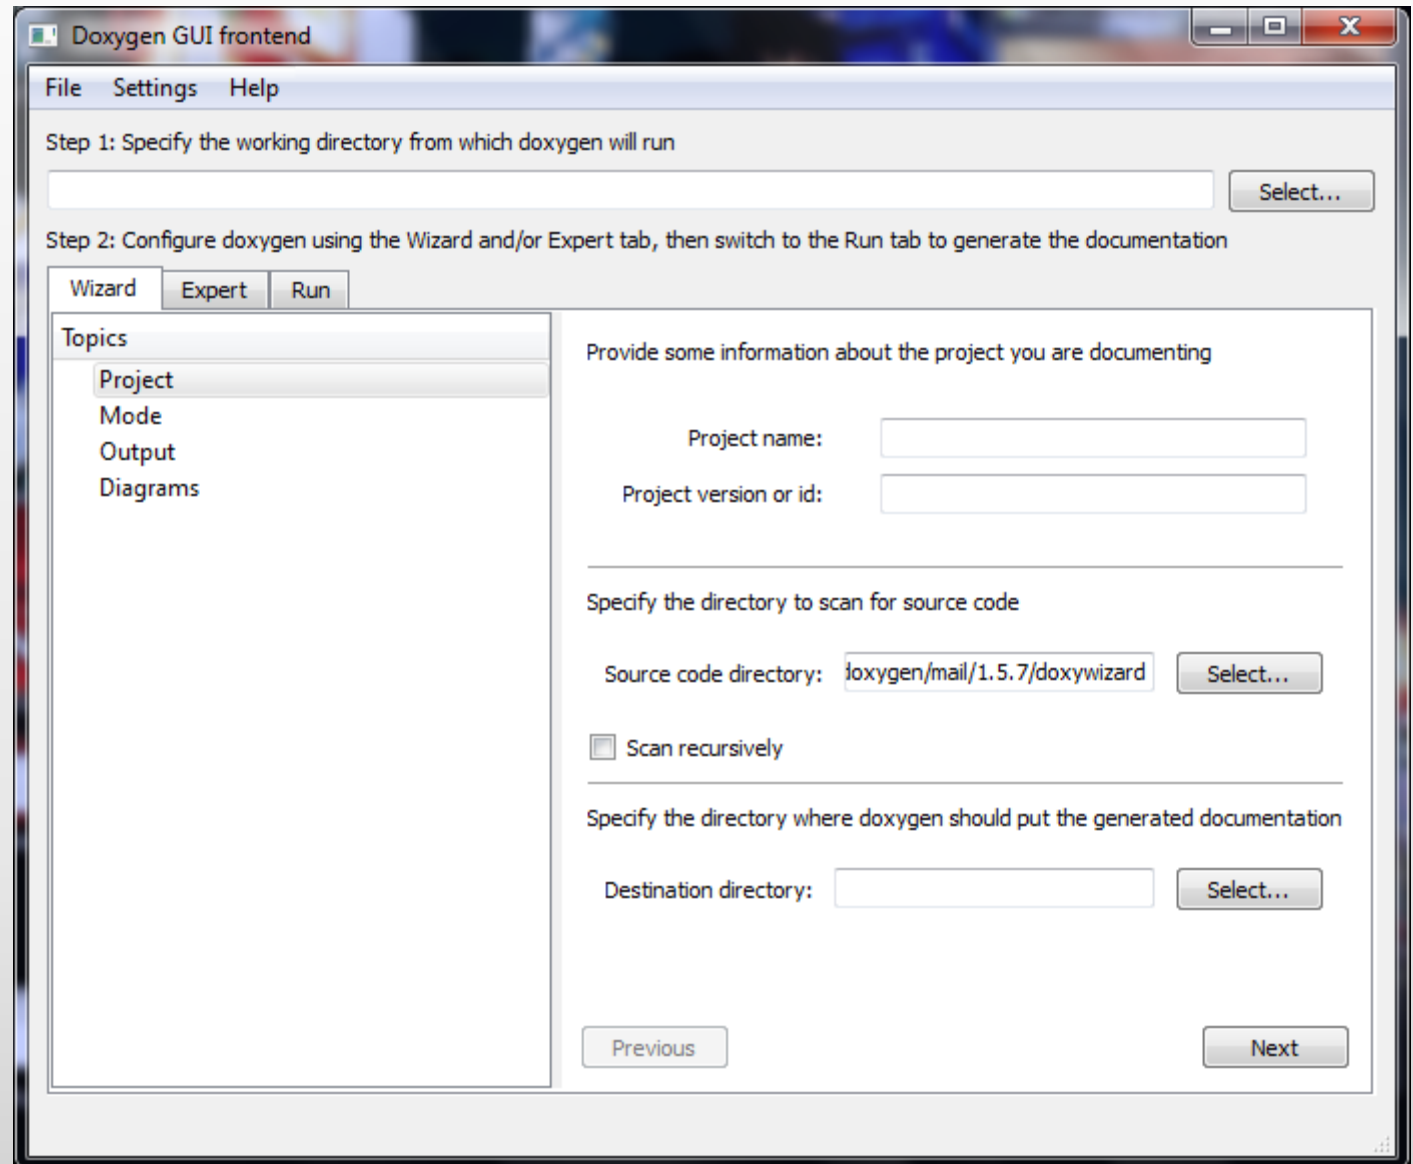 Doxygen GUI frontend
File Settings Help
Step 1: Specify the working directory from which doxygen will run
Select...
Step 2: Configure doxygen using the Wizard and/or Expert tab, then switch to the Run tab to generate the documentation
Wizard Expert Run
Topics
Project
Mode
Output
Diagrams
Provide some information about the project you are documenting
Project name:
Project version or id:
Specify the directory to scan for source code
Source code directory: doxygen/mail/1.5.7/doxywizard Select...
Scan recursively
Specify the directory where doxygen should put the generated documentation
Destination directory: Select...
Previous Next